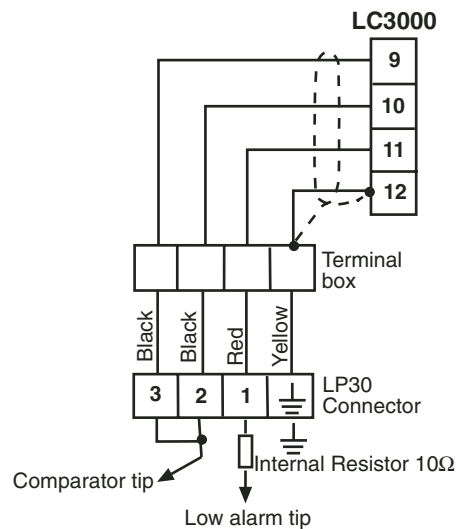 LC3000
9
10
11
12
Terminal
box
Black
Black
Red
Yellow
3
2
1
LP30
Connector
Internal Resistor 10Ω
Comparator tip
Low alarm tip